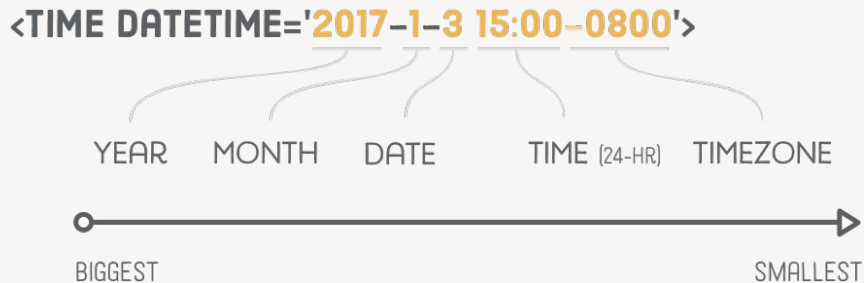 <TIME DATETIME='2017-1-3 15:00-0800'>
YEAR MONTH DATE TIME (24-HR) TIMEZONE
BIGGEST SMALLEST